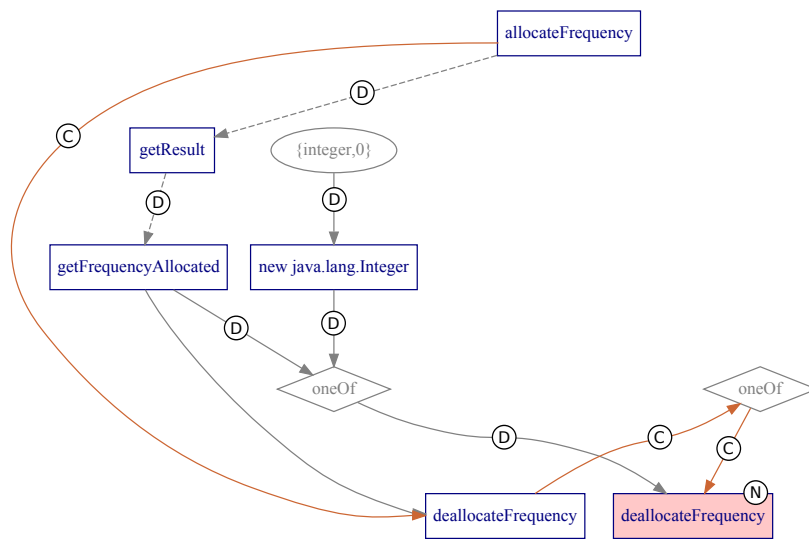 allocateFrequency
D
C
getResult
{integer,0}
D
D
getFrequencyAllocated
new java.lang.Integer
D
D
oneOf
oneOf
D
C
C
N
deallocateFrequency
deallocateFrequency